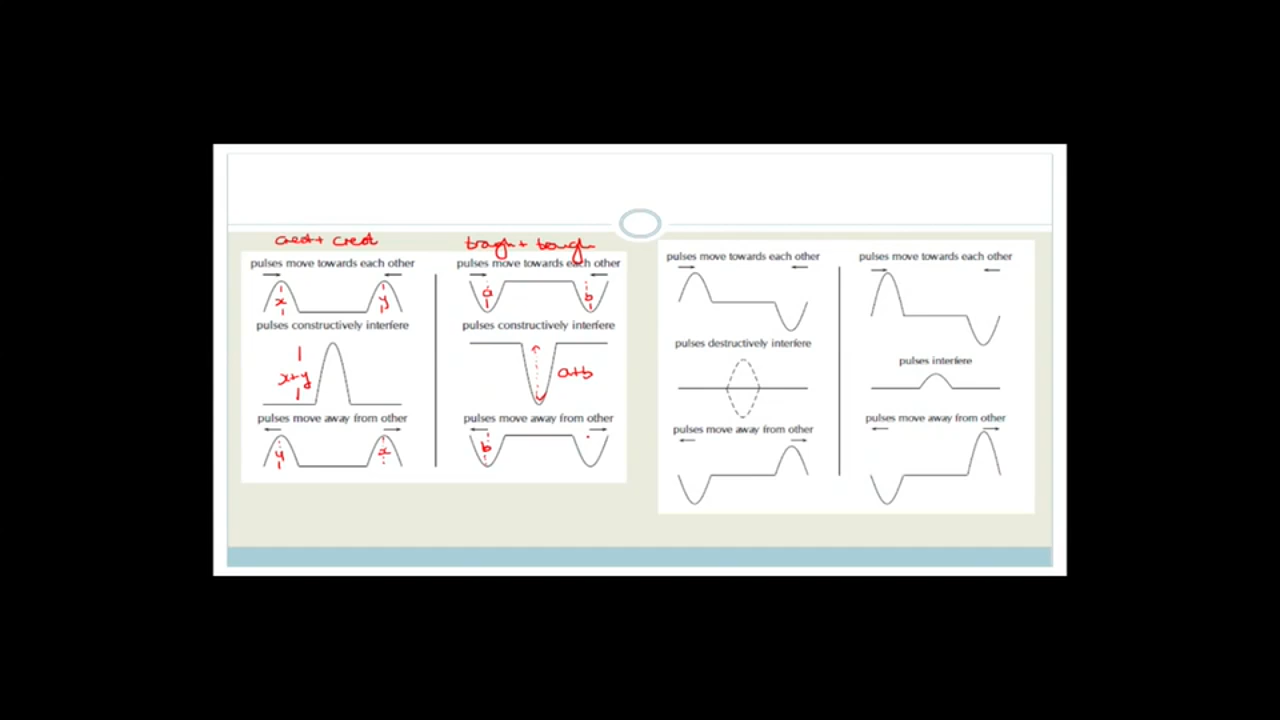 crest + crest
trough + trough
pulses move towards each other
x
y
pulses constructively interfere
x+y
pulses move away from other
y
x
pulses move towards each other
a
b
pulses constructively interfere
a+b
pulses move away from other
b
pulses move towards each other
pulses destructively interfere
pulses move away from other
pulses move towards each other
pulses interfere
pulses move away from other